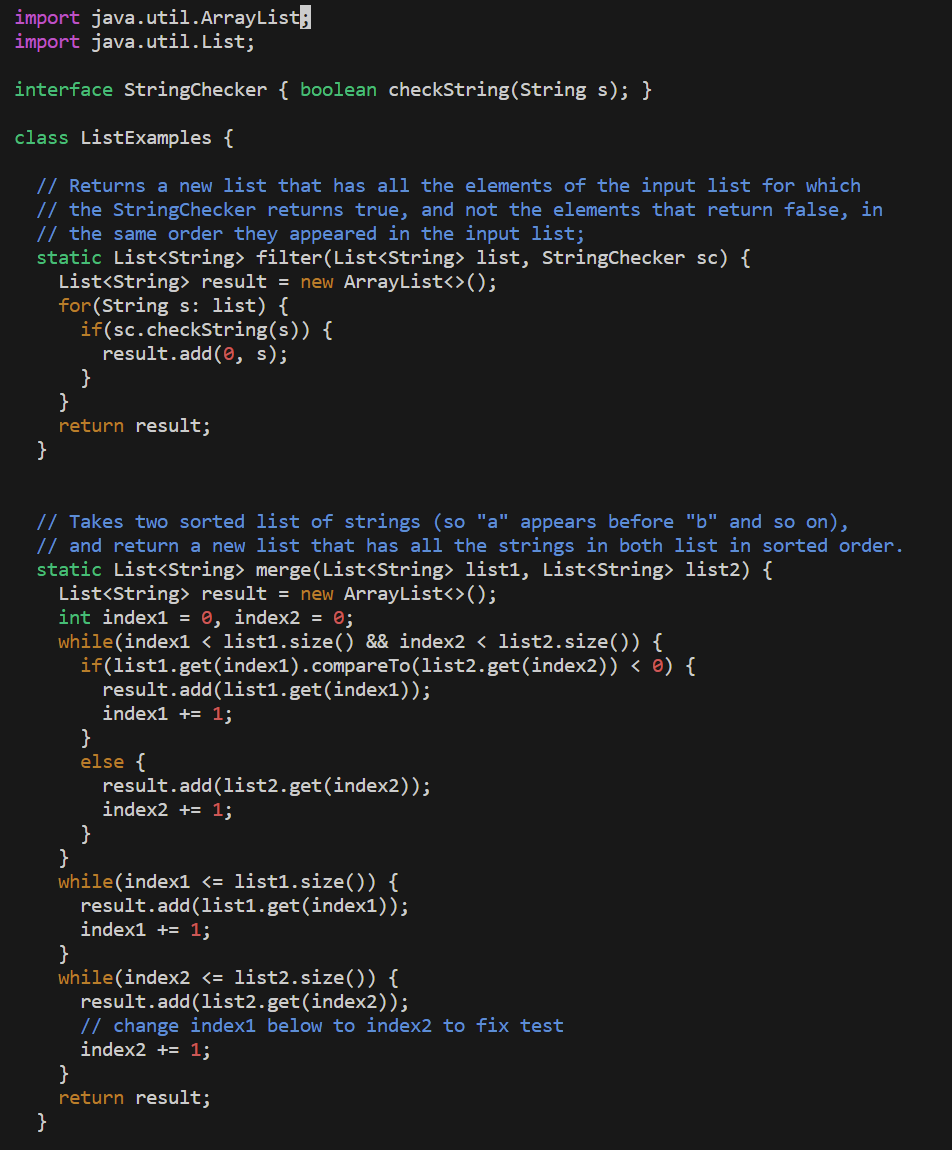 import java.util.ArrayList;
import java.util.List;

interface StringChecker { boolean checkString(String s); }

class ListExamples {

  // Returns a new list that has all the elements of the input list for which
  // the StringChecker returns true, and not the elements that return false, in
  // the same order they appeared in the input list;
  static List<String> filter(List<String> list, StringChecker sc) {
    List<String> result = new ArrayList<>();
    for(String s: list) {
      if(sc.checkString(s)) {
        result.add(0, s);
      }
    }
    return result;
  }


  // Takes two sorted list of strings (so "a" appears before "b" and so on),
  // and return a new list that has all the strings in both list in sorted order.
  static List<String> merge(List<String> list1, List<String> list2) {
    List<String> result = new ArrayList<>();
    int index1 = 0, index2 = 0;
    while(index1 < list1.size() && index2 < list2.size()) {
      if(list1.get(index1).compareTo(list2.get(index2)) < 0) {
        result.add(list1.get(index1));
        index1 += 1;
      }
      else {
        result.add(list2.get(index2));
        index2 += 1;
      }
    }
    while(index1 <= list1.size()) {
      result.add(list1.get(index1));
      index1 += 1;
    }
    while(index2 <= list2.size()) {
      result.add(list2.get(index2));
      // change index1 below to index2 to fix test
      index2 += 1;
    }
    return result;
  }